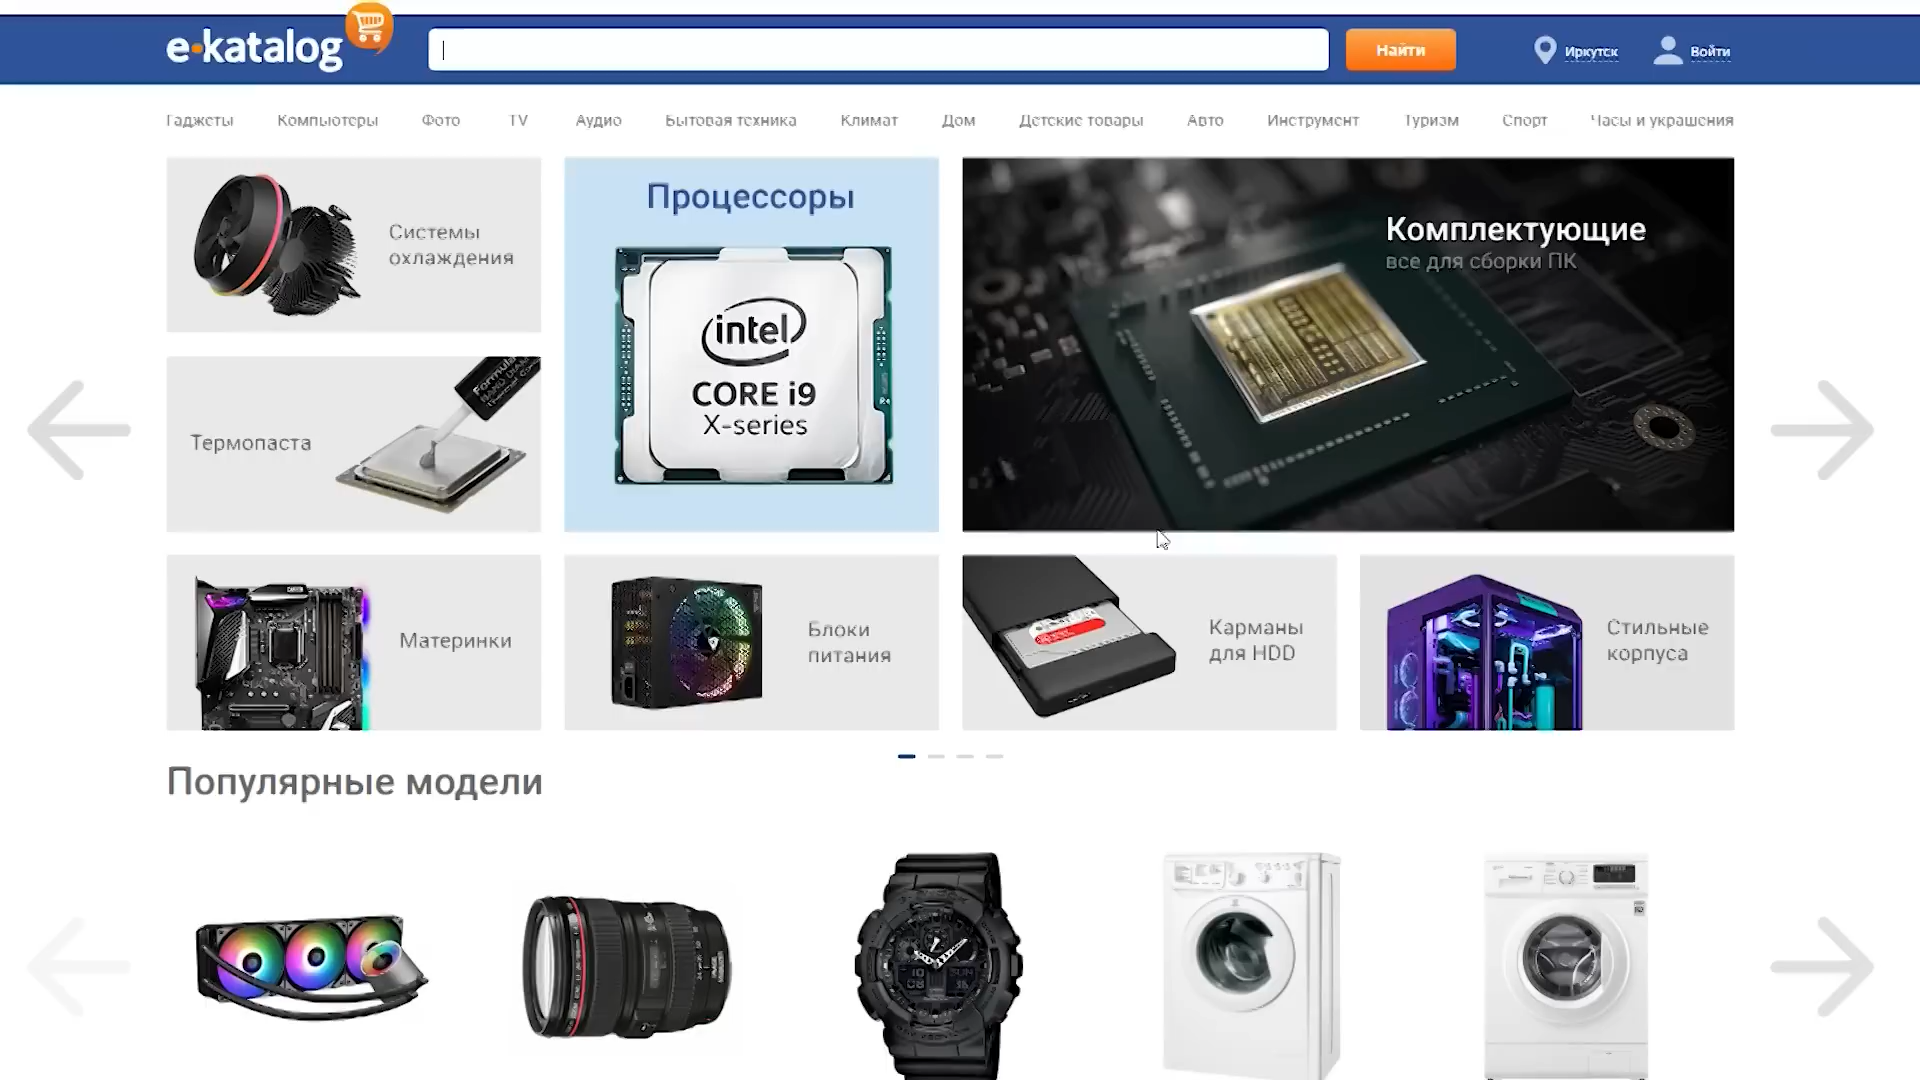 e-katalog
Найти
Иркутск
Войти
Гаджеты Компьютеры Фото TV Аудио Бытовая техника Климат Дом Детские товары Авто Инструмент Туризм Спорт Часы и украшения
Системы
охлаждения
Процессоры
intel
CORE i9
X-series
Комплектующие
все для сборки ПК
Термопаста
Formula
Материнки
Блоки
питания
Карманы
для HDD
Стильные
корпуса
Популярные модели